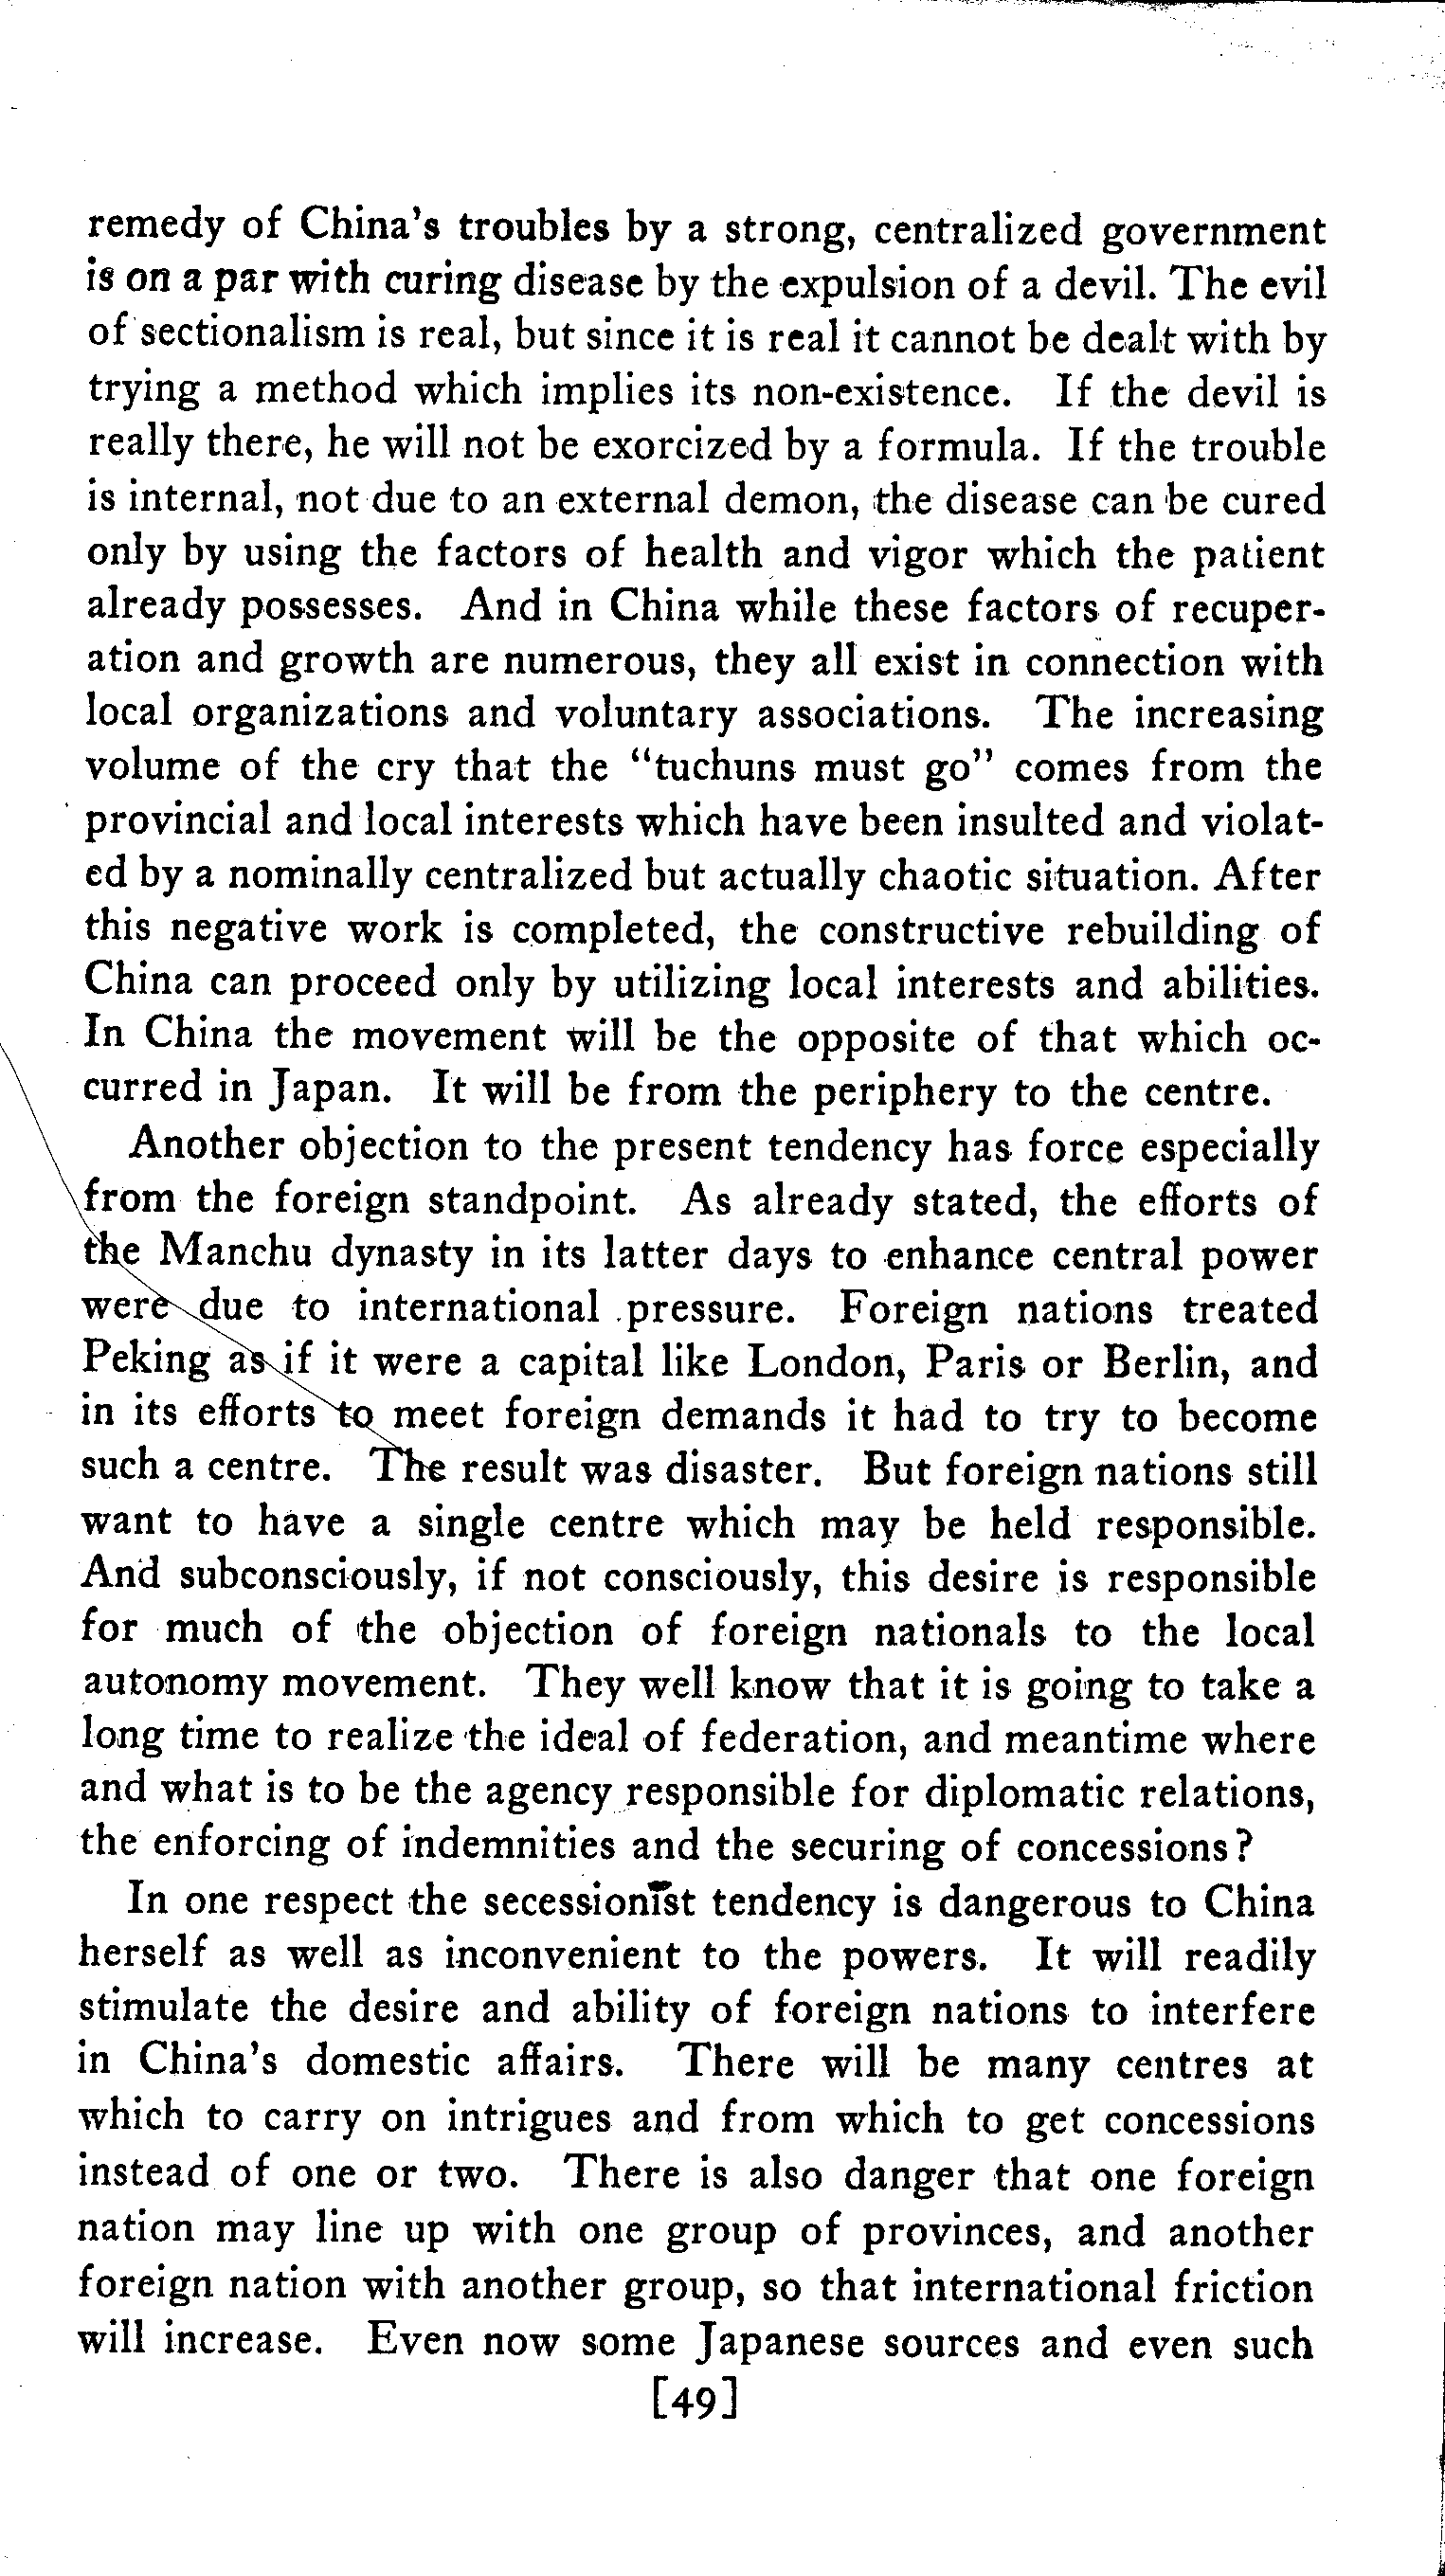 remedy of China's troubles by a strong, centralized government
is on a par with curing disease by the expulsion of a devil. The evil
of sectionalism is real, but since it is real it cannot be dealt with by
trying a method which implies its non-existence. If the devil is
really there, he will not be exorcized by a formula. If the trouble
is internal, not due to an external demon, the disease can be cured
only by using the factors of health and vigor which the patient
already possesses. And in China while these factors of recuper-
ation and growth are numerous, they all exist in connection with
local organizations and voluntary associations. The increasing
volume of the cry that the "tuchuns must go" comes from the
provincial and local interests which have been insulted and violat-
ed by a nominally centralized but actually chaotic situation. After
this negative work is completed, the constructive rebuilding of
China can proceed only by utilizing local interests and abilities.
In China the movement will be the opposite of that which oc-
curred in Japan. It will be from the periphery to the centre.
Another objection to the present tendency has force especially
from the foreign standpoint. As already stated, the efforts of
the Manchu dynasty in its latter days to enhance central power
were due to international pressure. Foreign nations treated
Peking as if it were a capital like London, Paris or Berlin, and
in its efforts to meet foreign demands it had to try to become
such a centre. The result was disaster. But foreign nations still
want to have a single centre which may be held responsible.
And subconsciously, if not consciously, this desire is responsible
for much of the objection of foreign nationals to the local
autonomy movement. They well know that it is going to take a
long time to realize the ideal of federation, and meantime where
and what is to be the agency responsible for diplomatic relations,
the enforcing of indemnities and the securing of concessions?
In one respect the secessionist tendency is dangerous to China
herself as well as inconvenient to the powers. It will readily
stimulate the desire and ability of foreign nations to interfere
in China's domestic affairs. There will be many centres at
which to carry on intrigues and from which to get concessions
instead of one or two. There is also danger that one foreign
nation may line up with one group of provinces, and another
foreign nation with another group, so that international friction
will increase. Even now some Japanese sources and even such
[49]